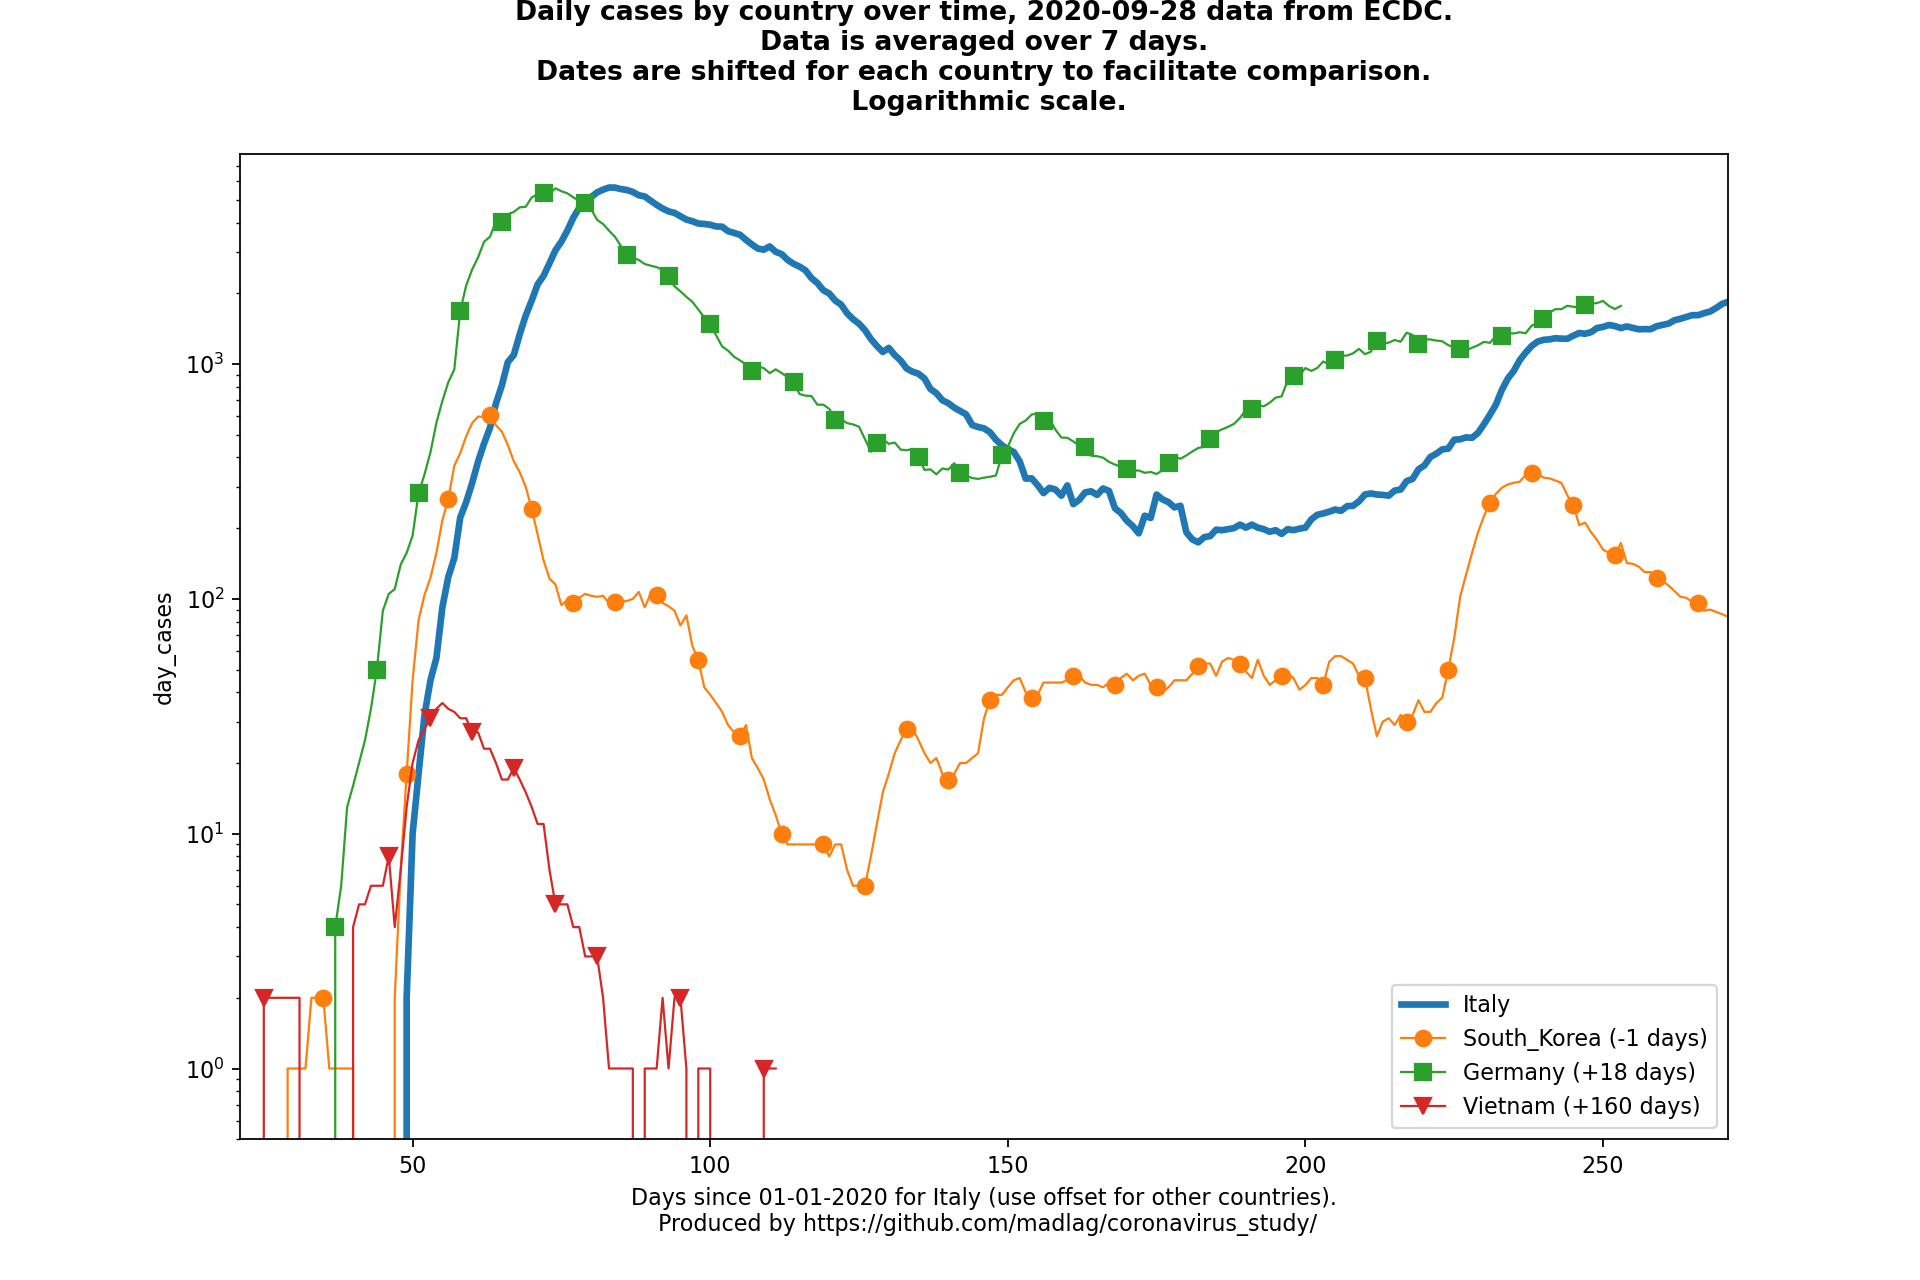 Daily cases by country over time, 2020-09-28 data from ECDC.
Data is averaged over 7 days.
Dates are shifted for each country to facilitate comparison.
Logarithmic scale.
day_cases
10³
10²
10¹
10⁰
50
100
150
200
250
Italy
South_Korea (-1 days)
Germany (+18 days)
Vietnam (+160 days)
Days since 01-01-2020 for Italy (use offset for other countries).
Produced by https://github.com/madlag/coronavirus_study/